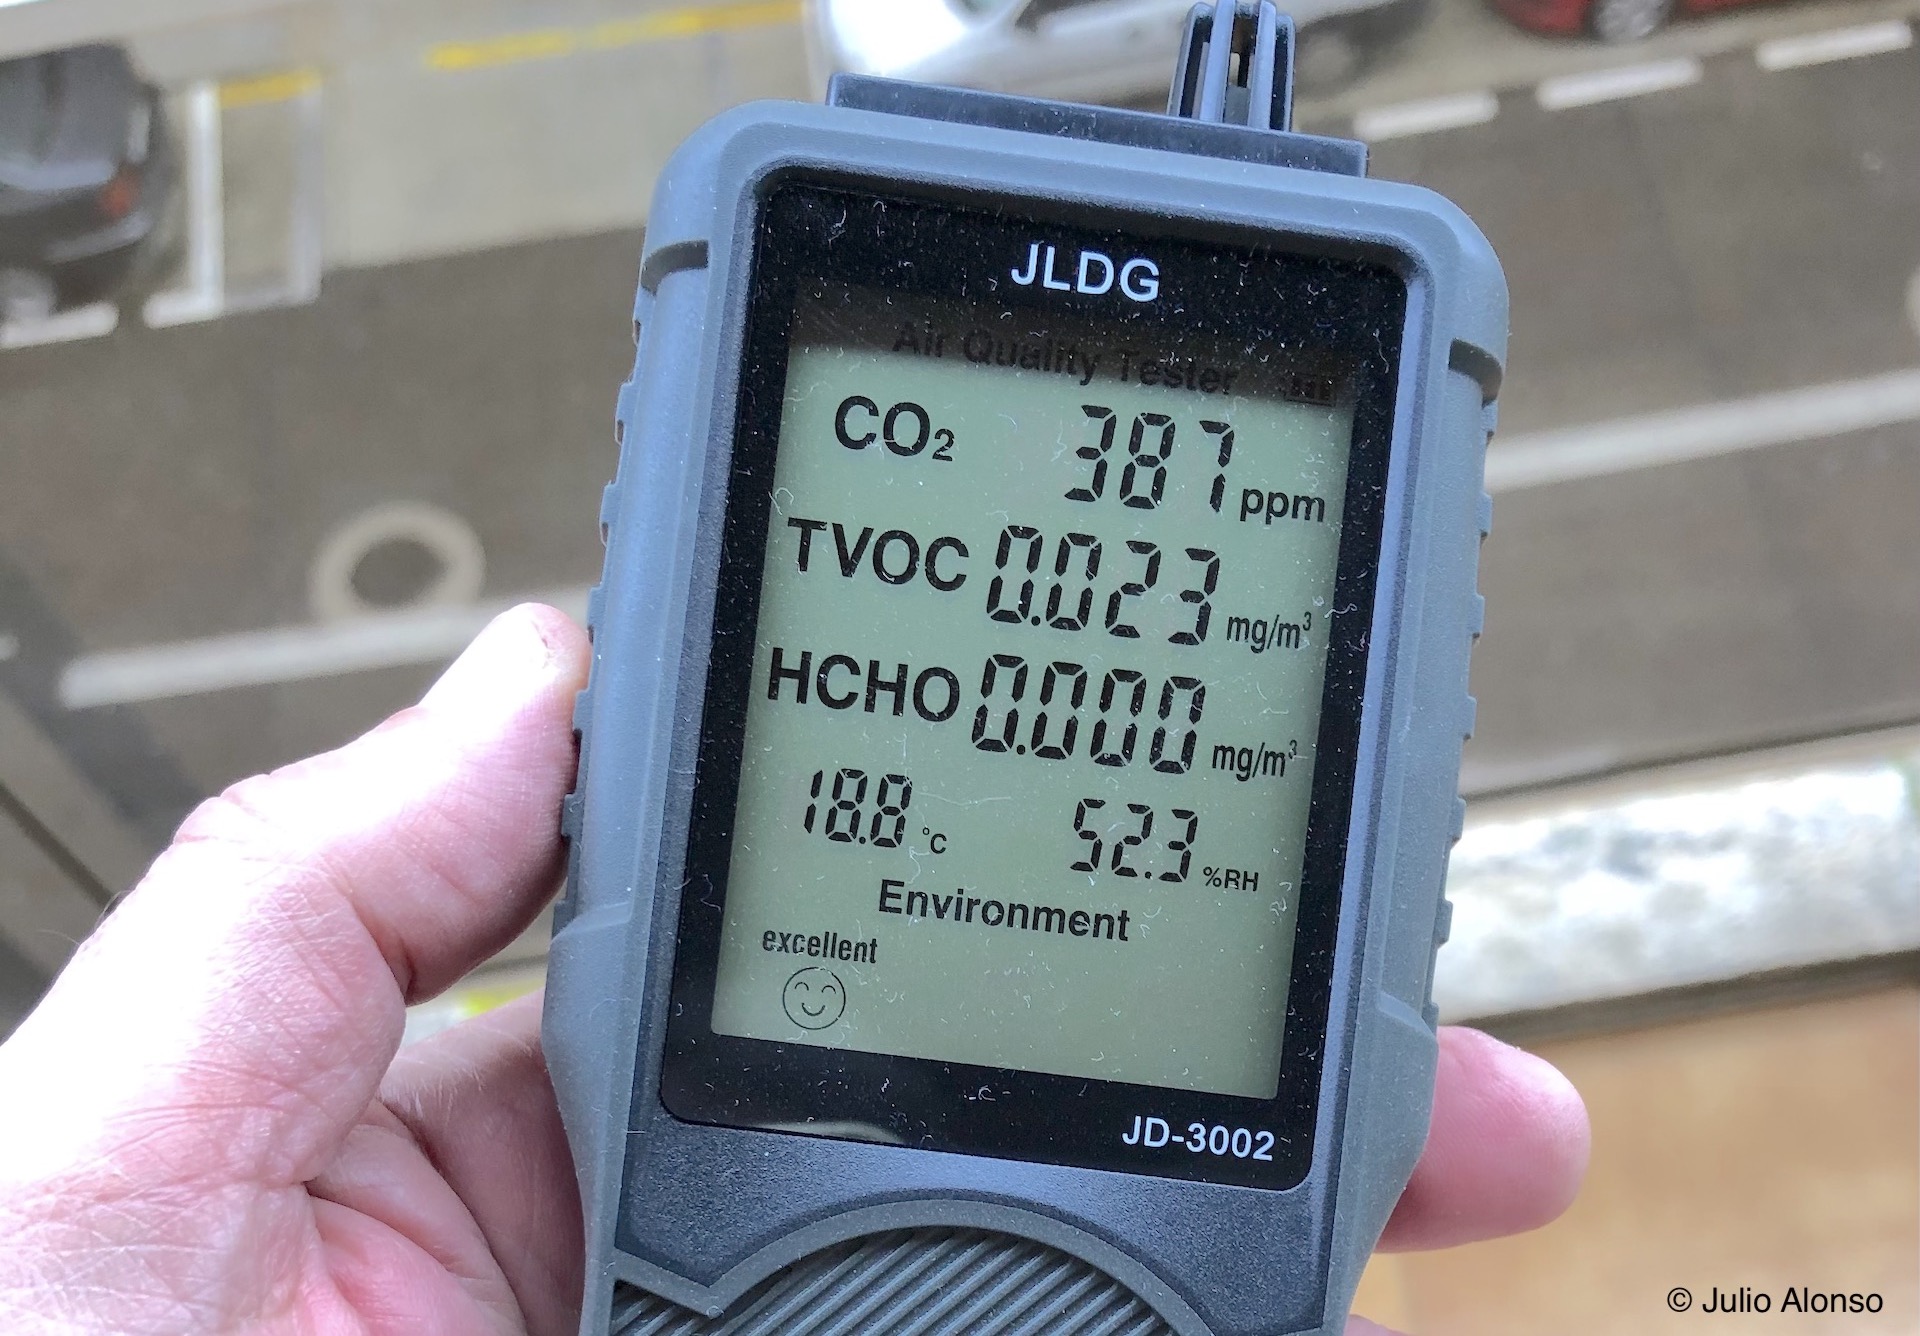 JLDG
Air Quality Tester
CO₂ 387 ppm
TVOC 0.023 mg/m³
HCHO 0.000 mg/m³
18.8 °C 52.3 %RH
Environment
excellent
JD-3002
© Julio Alonso